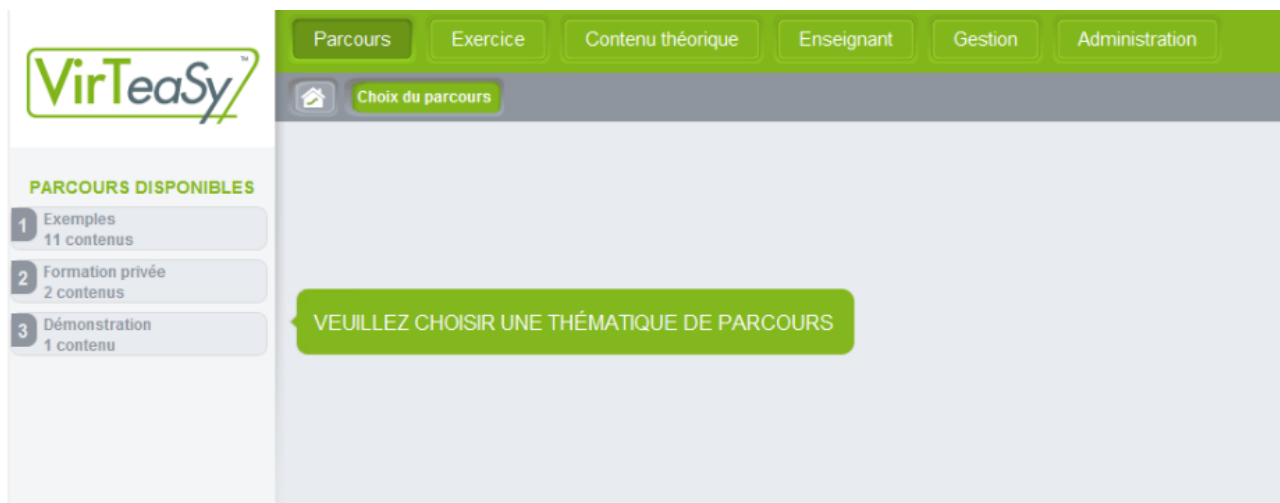 VirTeaSy™
Parcours
Exercice
Contenu théorique
Enseignant
Gestion
Administration
Choix du parcours
PARCOURS DISPONIBLES
1
Exemples
11 contenus
2
Formation privée
2 contenus
3
Démonstration
1 contenu
VEUILLEZ CHOISIR UNE THÉMATIQUE DE PARCOURS